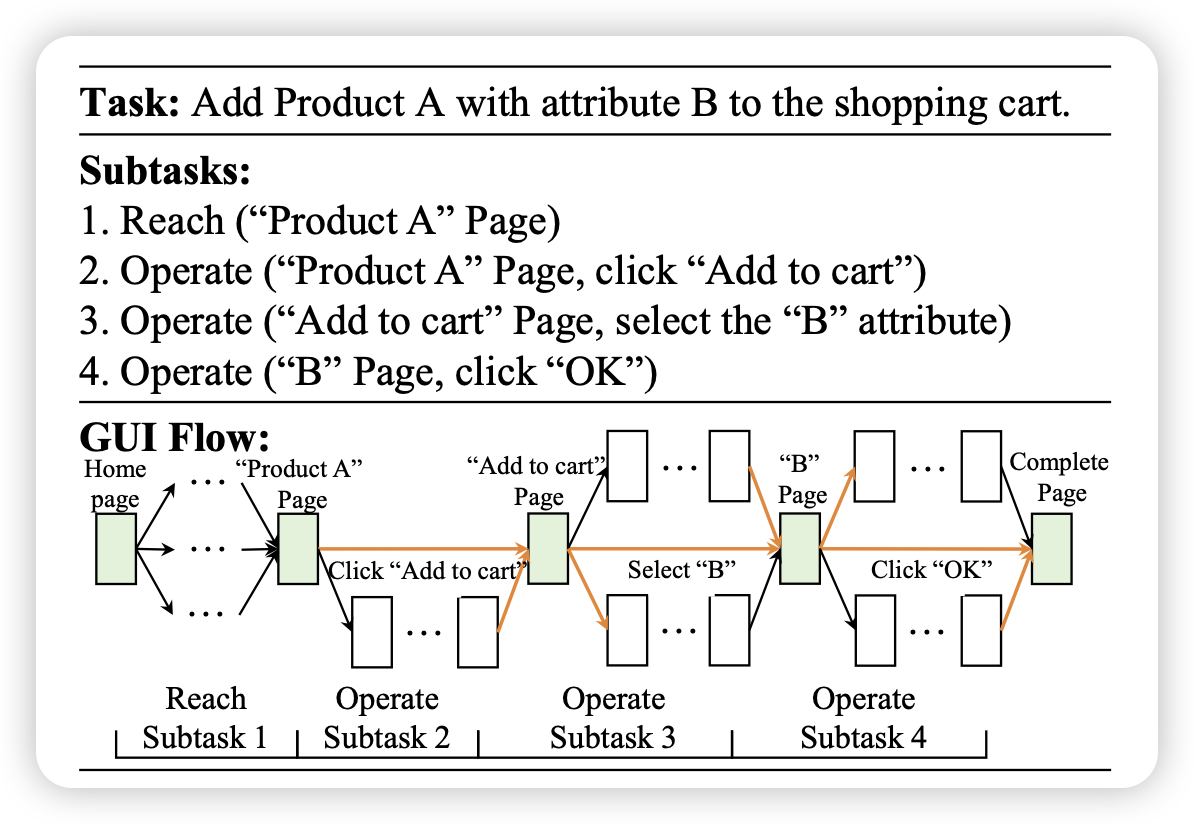 Task: Add Product A with attribute B to the shopping cart.
Subtasks:
1. Reach (“Product A” Page)
2. Operate (“Product A” Page, click “Add to cart”)
3. Operate (“Add to cart” Page, select the “B” attribute)
4. Operate (“B” Page, click “OK”)
GUI Flow:
Home
page
“Product A”
Page
“Add to cart”
Page
“B”
Page
Complete
Page
Click “Add to cart”
Select “B”
Click “OK”
Reach
Subtask 1
Operate
Subtask 2
Operate
Subtask 3
Operate
Subtask 4